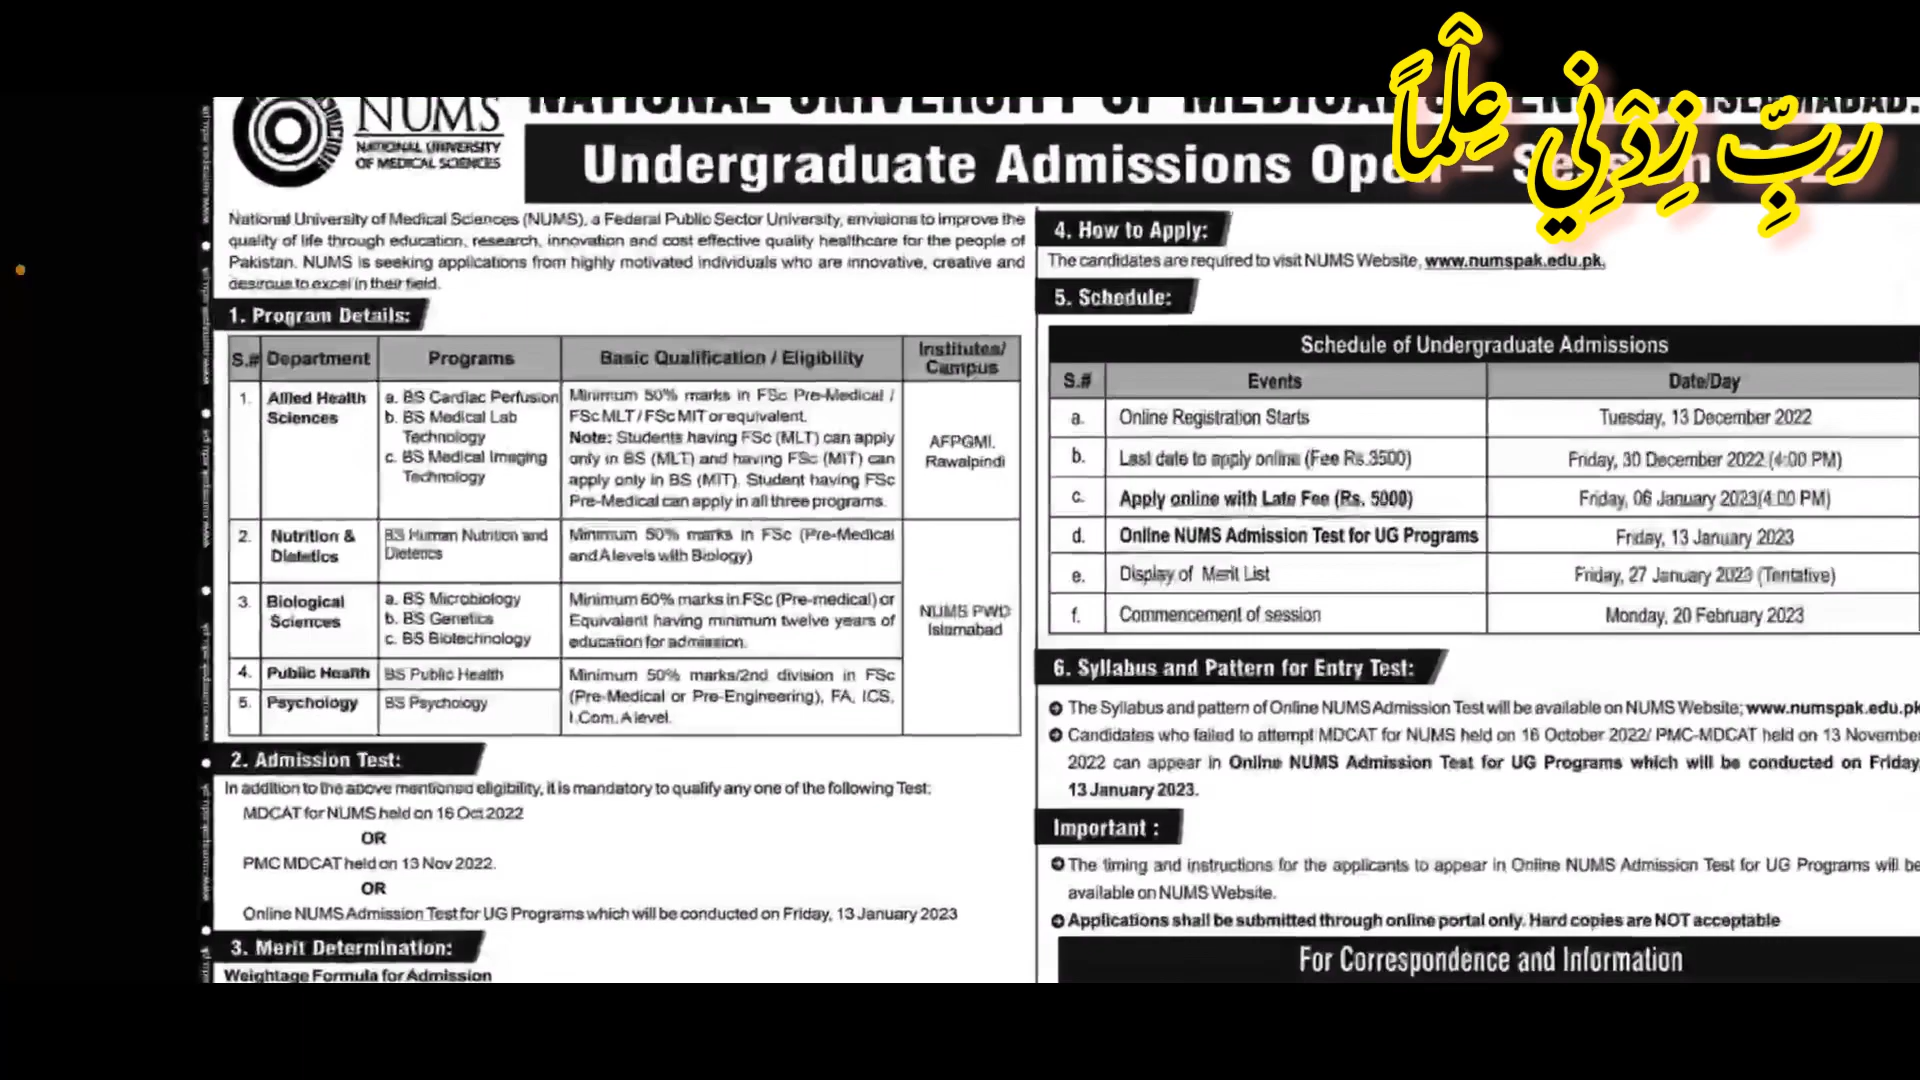 رَبِّ زِدْنِي عِلْمًا
NUMS
NATIONAL UNIVERSITY
OF MEDICAL SCIENCES
NATIONAL UNIVERSITY OF MEDICAL
Undergraduate Admissions
National University of Medical Sciences (NUMS), a Federal Public Sector University, envisions to improve the
quality of life through education, research, innovation and cost effective quality healthcare for the people of
Pakistan. NUMS is seeking applications from highly motivated individuals who are innovative, creative and
desirous to excel in their field.
1. Program Details:
S.# Department Programs Basic Qualification / Eligibility Institutes/
Campus
1. Allied Health
Sciences
a. BS Cardiac Perfusion
b. BS Medical Lab
Technology
c. BS Medical Imaging
Technology
Minimum 50% marks in FSc Pre-Medical /
FSc MLT / FSc MIT or equivalent.
Note: Students having FSc (MLT) can apply
only in BS (MLT) and having FSc (MIT) can
apply only in BS (MIT). Student having FSc
Pre-Medical can apply in all three programs.
AFPGMI,
Rawalpindi
2. Nutrition &
Dietetics
BS Human Nutrition and
Dietetics
Minimum 50% marks in FSc (Pre-Medical
and A levels with Biology)
3. Biological
Sciences
a. BS Microbiology
b. BS Genetics
c. BS Biotechnology
Minimum 60% marks in FSc (Pre-medical) or
Equivalent having minimum twelve years of
education for admission.
NUMS PWD
Islamabad
4. Public Health BS Public Health
5. Psychology BS Psychology
Minimum 50% marks/2nd division in FSc
(Pre-Medical or Pre-Engineering), FA, ICS,
I.Com. A level.
2. Admission Test:
In addition to the above mentioned eligibility, it is mandatory to qualify any one of the following Test:
MDCAT for NUMS held on 16 Oct 2022
OR
PMC MDCAT held on 13 Nov 2022.
OR
Online NUMS Admission Test for UG Programs which will be conducted on Friday, 13 January 2023
3. Merit Determination:
Weightage Formula for Admission
4. How to Apply:
The candidates are required to visit NUMS Website, www.numspak.edu.pk.
5. Schedule:
Schedule of Undergraduate Admissions
S.# Events Date/Day
a. Online Registration Starts Tuesday, 13 December 2022
b. Last date to apply online (Fee Rs.3500) Friday, 30 December 2022 (4:00 PM)
c. Apply online with Late Fee (Rs. 5000) Friday, 06 January 2023(4:00 PM)
d. Online NUMS Admission Test for UG Programs Friday, 13 January 2023
e. Display of Merit List Friday, 27 January 2023 (Tentative)
f. Commencement of session Monday, 20 February 2023
6. Syllabus and Pattern for Entry Test:
The Syllabus and pattern of Online NUMS Admission Test will be available on NUMS Website; www.numspak.edu.pk
Candidates who failed to attempt MDCAT for NUMS held on 16 October 2022/ PMC-MDCAT held on 13 November
2022 can appear in Online NUMS Admission Test for UG Programs which will be conducted on Friday,
13 January 2023.
Important :
The timing and instructions for the applicants to appear in Online NUMS Admission Test for UG Programs will be
available on NUMS Website.
Applications shall be submitted through online portal only. Hard copies are NOT acceptable
For Correspondence and Information